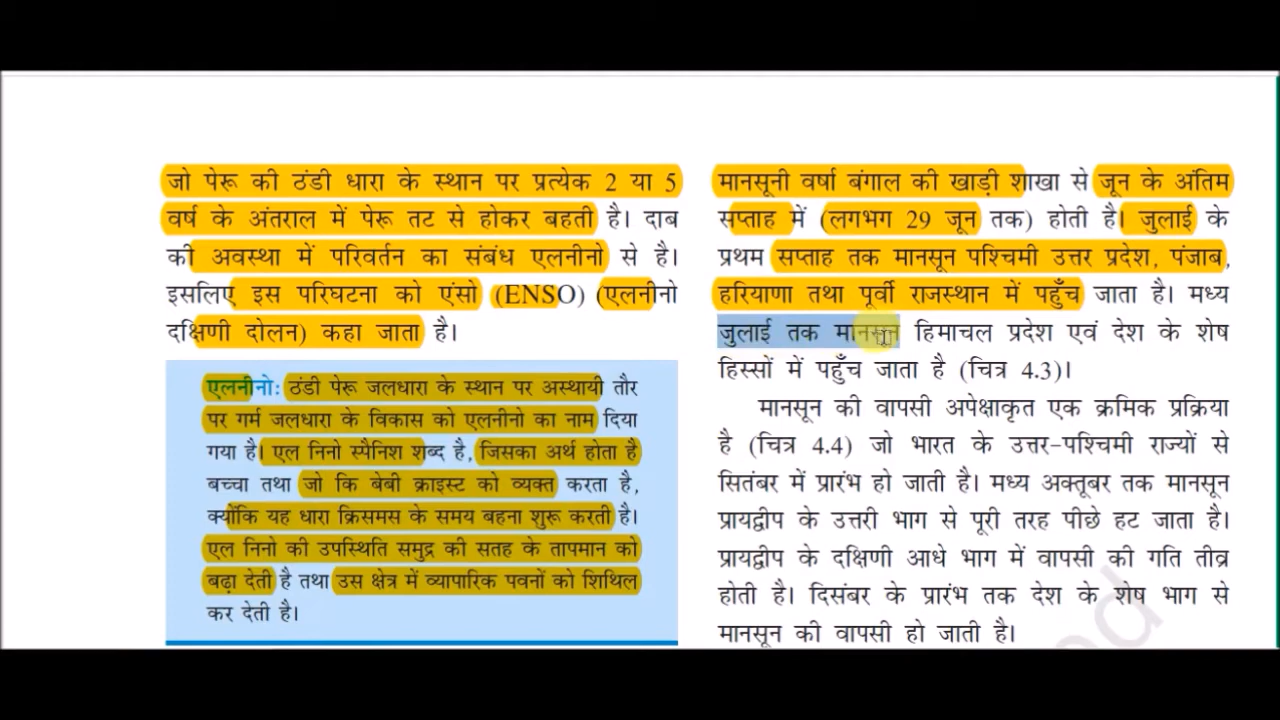 जो पेरू की ठंडी धारा के स्थान पर प्रत्येक 2 या 5
वर्ष के अंतराल में पेरू तट से होकर बहती है। दाब
की अवस्था में परिवर्तन का संबंध एलनीनो से है।
इसलिए इस परिघटना को एंसो (ENSO) (एलनीनो
दक्षिणी दोलन) कहा जाता है।
एलनीनो: ठंडी पेरू जलधारा के स्थान पर अस्थायी तौर
पर गर्म जलधारा के विकास को एलनीनो का नाम दिया
गया है। एल निनो स्पैनिश शब्द है, जिसका अर्थ होता है
बच्चा तथा जो कि बेबी क्राइस्ट को व्यक्त करता है,
क्योंकि यह धारा क्रिसमस के समय बहना शुरू करती है।
एल निनो की उपस्थिति समुद्र की सतह के तापमान को
बढ़ा देती है तथा उस क्षेत्र में व्यापारिक पवनों को शिथिल
कर देती है।
मानसूनी वर्षा बंगाल की खाड़ी शाखा से जून के अंतिम
सप्ताह में (लगभग 29 जून तक) होती है। जुलाई के
प्रथम सप्ताह तक मानसून पश्चिमी उत्तर प्रदेश, पंजाब,
हरियाणा तथा पूर्वी राजस्थान में पहुँच जाता है। मध्य
जुलाई तक मानसून हिमाचल प्रदेश एवं देश के शेष
हिस्सों में पहुँच जाता है (चित्र 4.3)।
मानसून की वापसी अपेक्षाकृत एक क्रमिक प्रक्रिया
है (चित्र 4.4) जो भारत के उत्तर-पश्चिमी राज्यों से
सितंबर में प्रारंभ हो जाती है। मध्य अक्तूबर तक मानसून
प्रायद्वीप के उत्तरी भाग से पूरी तरह पीछे हट जाता है।
प्रायद्वीप के दक्षिणी आधे भाग में वापसी की गति तीव्र
होती है। दिसंबर के प्रारंभ तक देश के शेष भाग से
मानसून की वापसी हो जाती है।